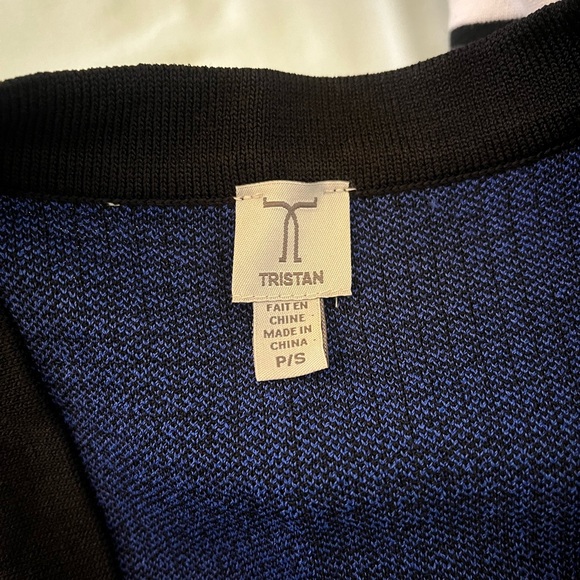 TRISTAN
FAIT EN
CHINE
MADE IN
CHINA
P/S